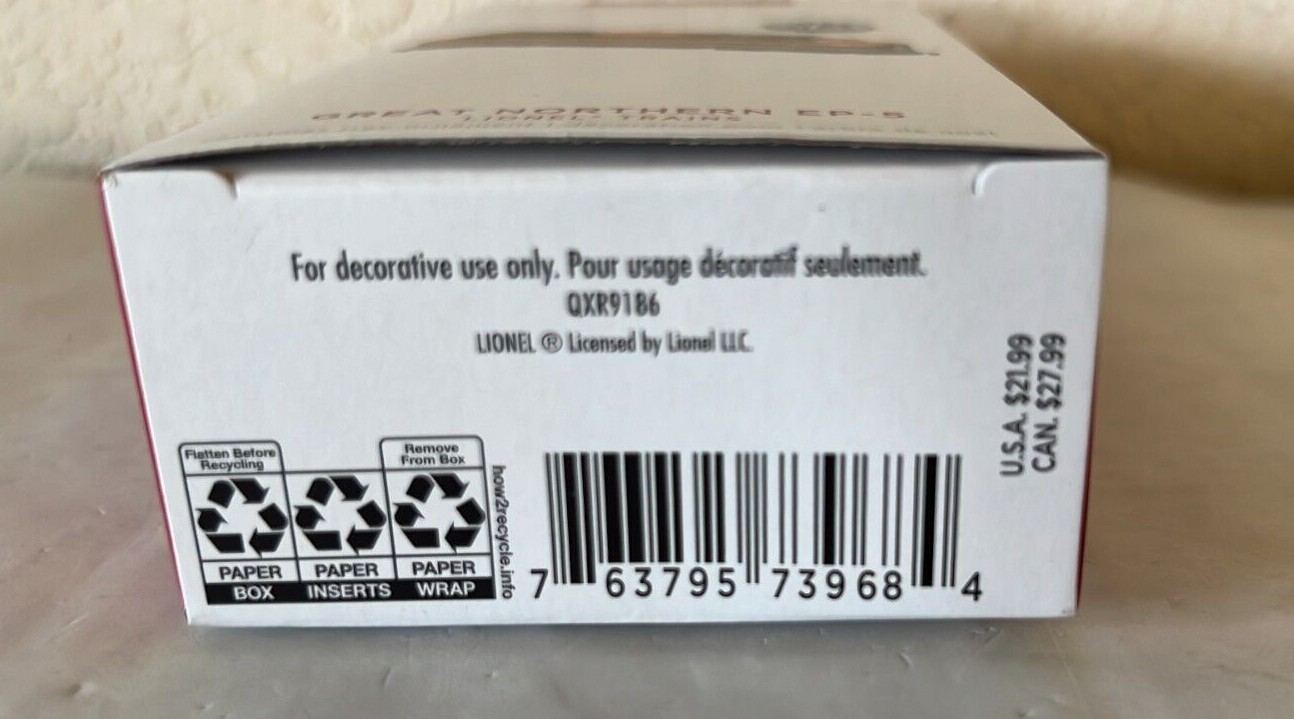 GREAT NORTHERN EP-5
LIONEL® TRAINS
For decorative use only. Pour usage décoratif seulement.
QXR9186
LIONEL ® Licensed by Lionel LLC.
U.S.A. $21.99
CAN. $27.99
Flatten Before
Recycling
Remove
From Box
PAPER PAPER PAPER
BOX INSERTS WRAP
how2recycle.info
7 63795 73968 4